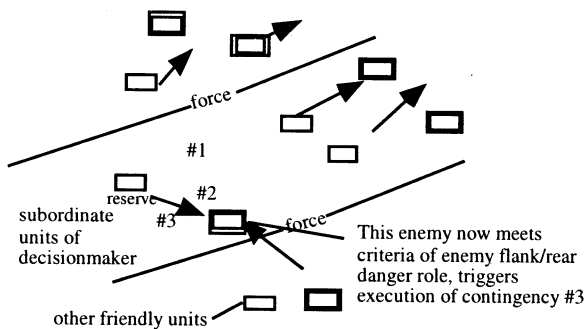 force
#1
reserve
#2
#3
force
subordinate
units of
decisionmaker
This enemy now meets
criteria of enemy flank/rear
danger role, triggers
execution of contingency #3
other friendly units